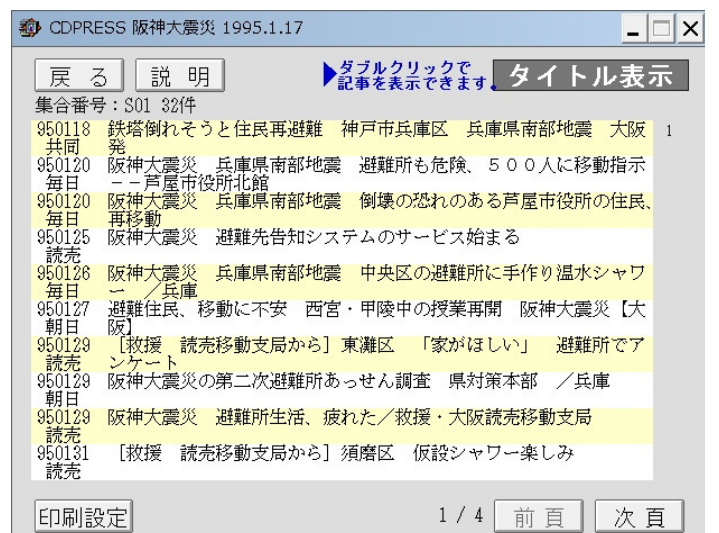 CDPRESS 阪神大震災 1995.1.17
戻る 説明 ▶ダブルクリックで
記事を表示できます。 タイトル表示
集合番号：S01 32件
950118 鉄塔倒れそうと住民再避難 神戸市兵庫区 兵庫県南部地震 大阪 1
共同 発
950120 阪神大震災 兵庫県南部地震 避難所も危険、５００人に移動指示
毎日 －－芦屋市役所北館
950120 阪神大震災 兵庫県南部地震 倒壊の恐れのある芦屋市役所の住民、
毎日 再移動
950125 阪神大震災 避難先告知システムのサービス始まる
読売
950126 阪神大震災 兵庫県南部地震 中央区の避難所に手作り温水シャワ
毎日 ー ／兵庫
950127 避難住民、移動に不安 西宮・甲陵中の授業再開 阪神大震災【大
朝日 阪】
950129 ［救援 読売移動支局から］東灘区 「家がほしい」 避難所でア
読売 ンケート
950129 阪神大震災の第二次避難所あっせん調査 県対策本部 ／兵庫
朝日
950129 阪神大震災 避難所生活、疲れた／救援・大阪読売移動支局
読売
950131 ［救援 読売移動支局から］須磨区 仮設シャワー楽しみ
読売
印刷設定 1 / 4 前頁 次頁